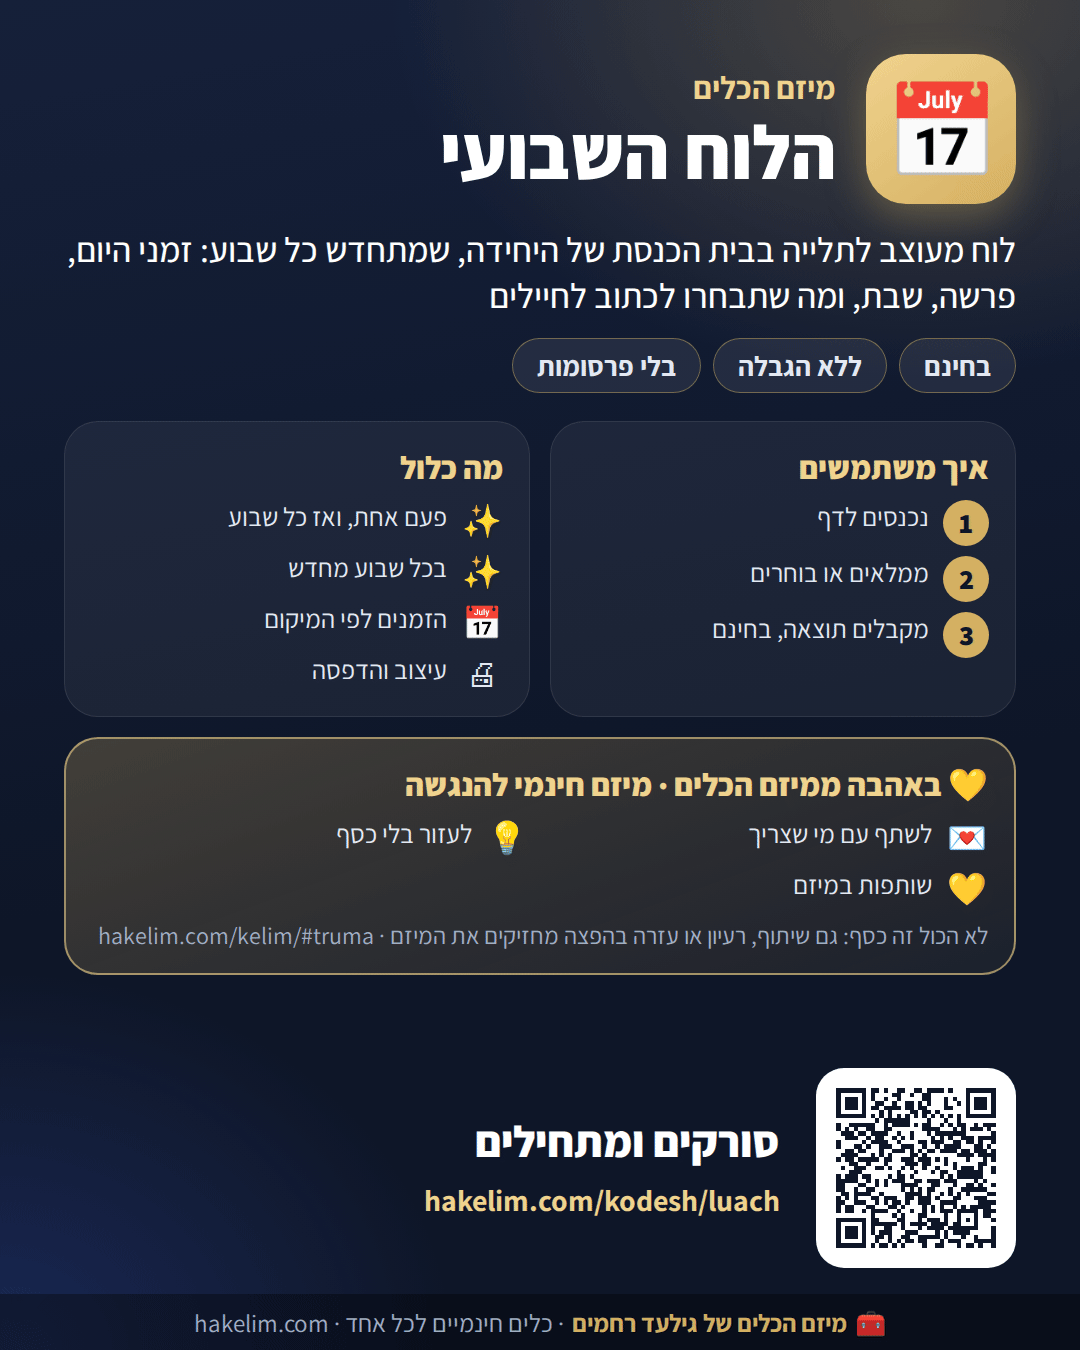 July
17
מיזם הכלים
הלוח השבועי
לוח מעוצב לתלייה בבית הכנסת של היחידה, שמתחדש כל שבוע: זמני היום,
פרשה, שבת, ומה שתבחרו לכתוב לחיילים
בחינם
ללא הגבלה
בלי פרסומות
איך משתמשים
1 נכנסים לדף
2 ממלאים או בוחרים
3 מקבלים תוצאה, בחינם
מה כלול
פעם אחת, ואז כל שבוע
בכל שבוע מחדש
July 17 הזמנים לפי המיקום
עיצוב והדפסה
באהבה ממיזם הכלים · מיזם חינמי להנגשה
לשתף עם מי שצריך
לעזור בלי כסף
שותפות במיזם
לא הכול זה כסף: גם שיתוף, רעיון או עזרה בהפצה מחזיקים את המיזם · hakelim.com/kelim/#truma
סורקים ומתחילים
hakelim.com/kodesh/luach
מיזם הכלים של גילעד רחמים · כלים חינמיים לכל אחד · hakelim.com